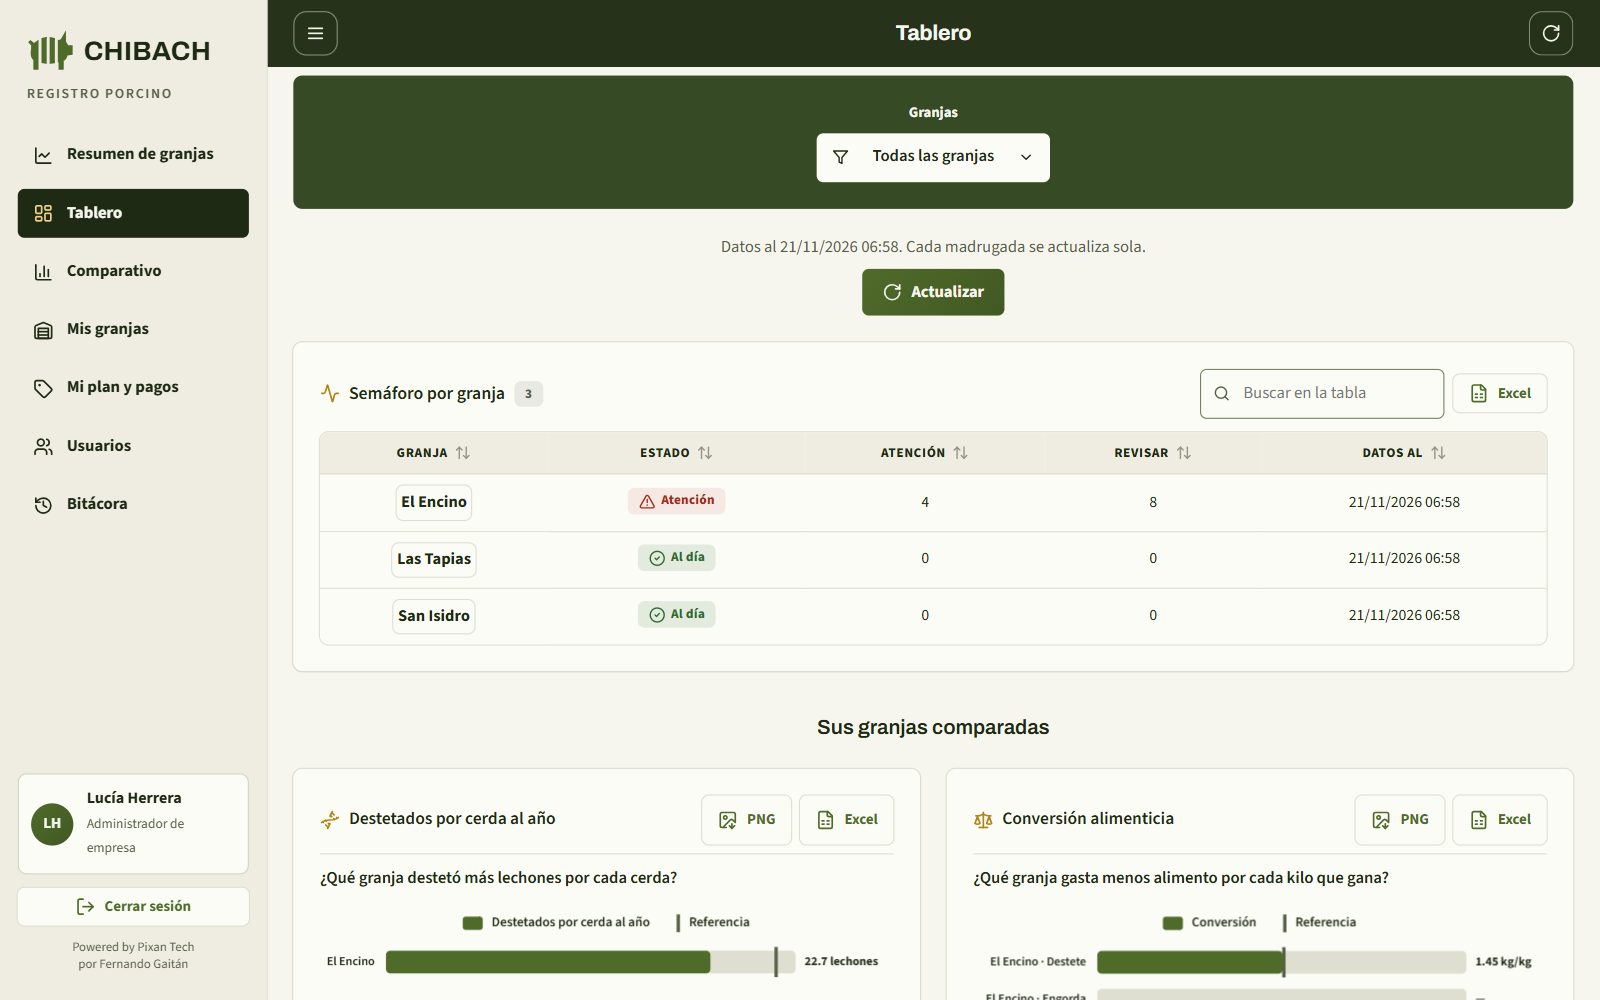 CHIBACH
REGISTRO PORCINO
Resumen de granjas
Tablero
Comparativo
Mis granjas
Mi plan y pagos
Usuarios
Bitácora
LH
Lucía Herrera
Administrador de
empresa
Cerrar sesión
Powered by Pixan Tech
por Fernando Gaitán
Tablero
Granjas
Todas las granjas
Datos al 21/11/2026 06:58. Cada madrugada se actualiza sola.
Actualizar
Semáforo por granja 3
Buscar en la tabla
Excel
GRANJA ESTADO ATENCIÓN REVISAR DATOS AL
El Encino Atención 4 8 21/11/2026 06:58
Las Tapias Al día 0 0 21/11/2026 06:58
San Isidro Al día 0 0 21/11/2026 06:58
Sus granjas comparadas
Destetados por cerda al año PNG Excel
¿Qué granja destetó más lechones por cada cerda?
Destetados por cerda al año Referencia
El Encino 22.7 lechones
Conversión alimenticia PNG Excel
¿Qué granja gasta menos alimento por cada kilo que gana?
Conversión Referencia
El Encino · Destete 1.45 kg/kg
El Encino · Engorda —